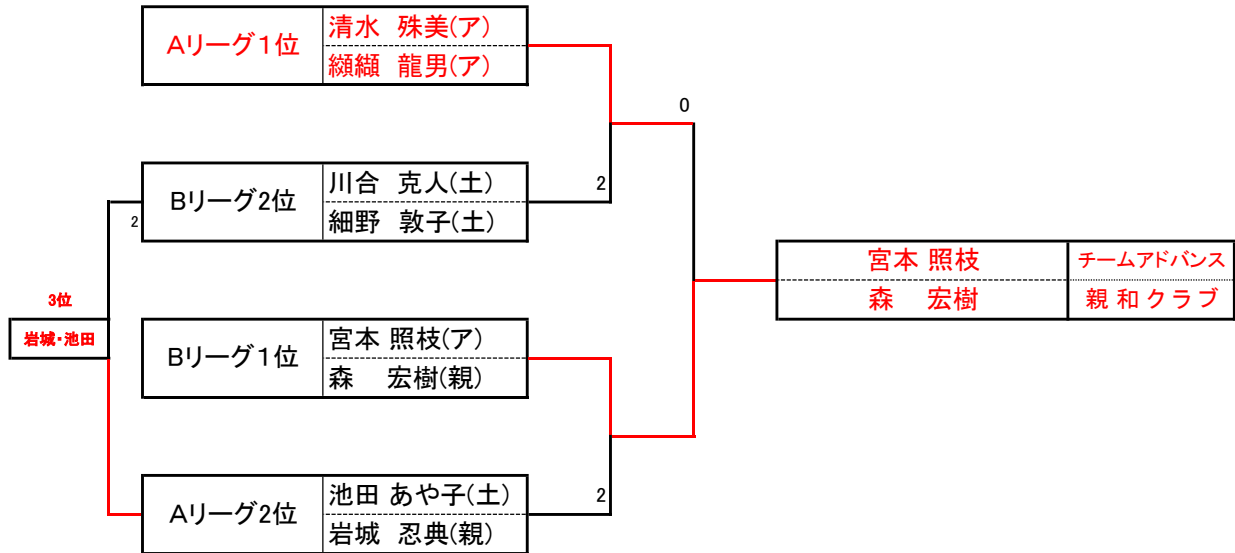 Aリーグ1位
清水 殊美(ア)
纐纈 龍男(ア)
0
Bリーグ2位
川合 克人(土)
細野 敦子(土)
2
2
宮本 照枝
チームアドバンス
森 宏樹
親和クラブ
3位
岩城・池田
Bリーグ1位
宮本 照枝(ア)
森 宏樹(親)
Aリーグ2位
池田 あや子(土)
岩城 忍典(親)
2